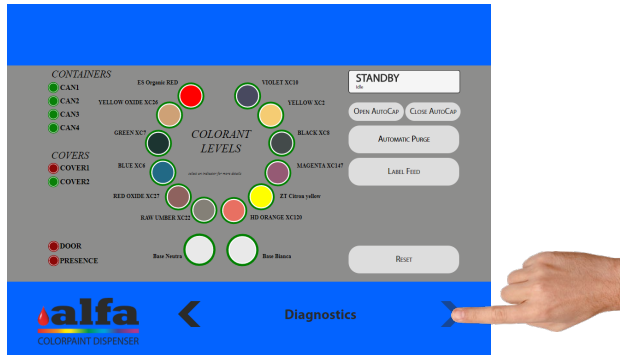 CONTAINERS
CAN1
CAN2
CAN3
CAN4
COVERS
COVER1
COVER2
DOOR
PRESENCE
ES Organic RED
VIOLET XC10
YELLOW OXIDE XC26
YELLOW XC2
GREEN XC7
BLACK XC8
COLORANT
LEVELS
BLUE XC6
MAGENTA XC147
RED OXIDE XC27
ZT Citron yellow
RAW UMBER XC22
HD ORANGE XC120
Base Neutra
Base Bianca
STANDBY
idle
OPEN AUTOCAP
CLOSE AUTOCAP
AUTOMATIC PURGE
LABEL FEED
RESET
alfa
COLORPAINT DISPENSER
Diagnostics